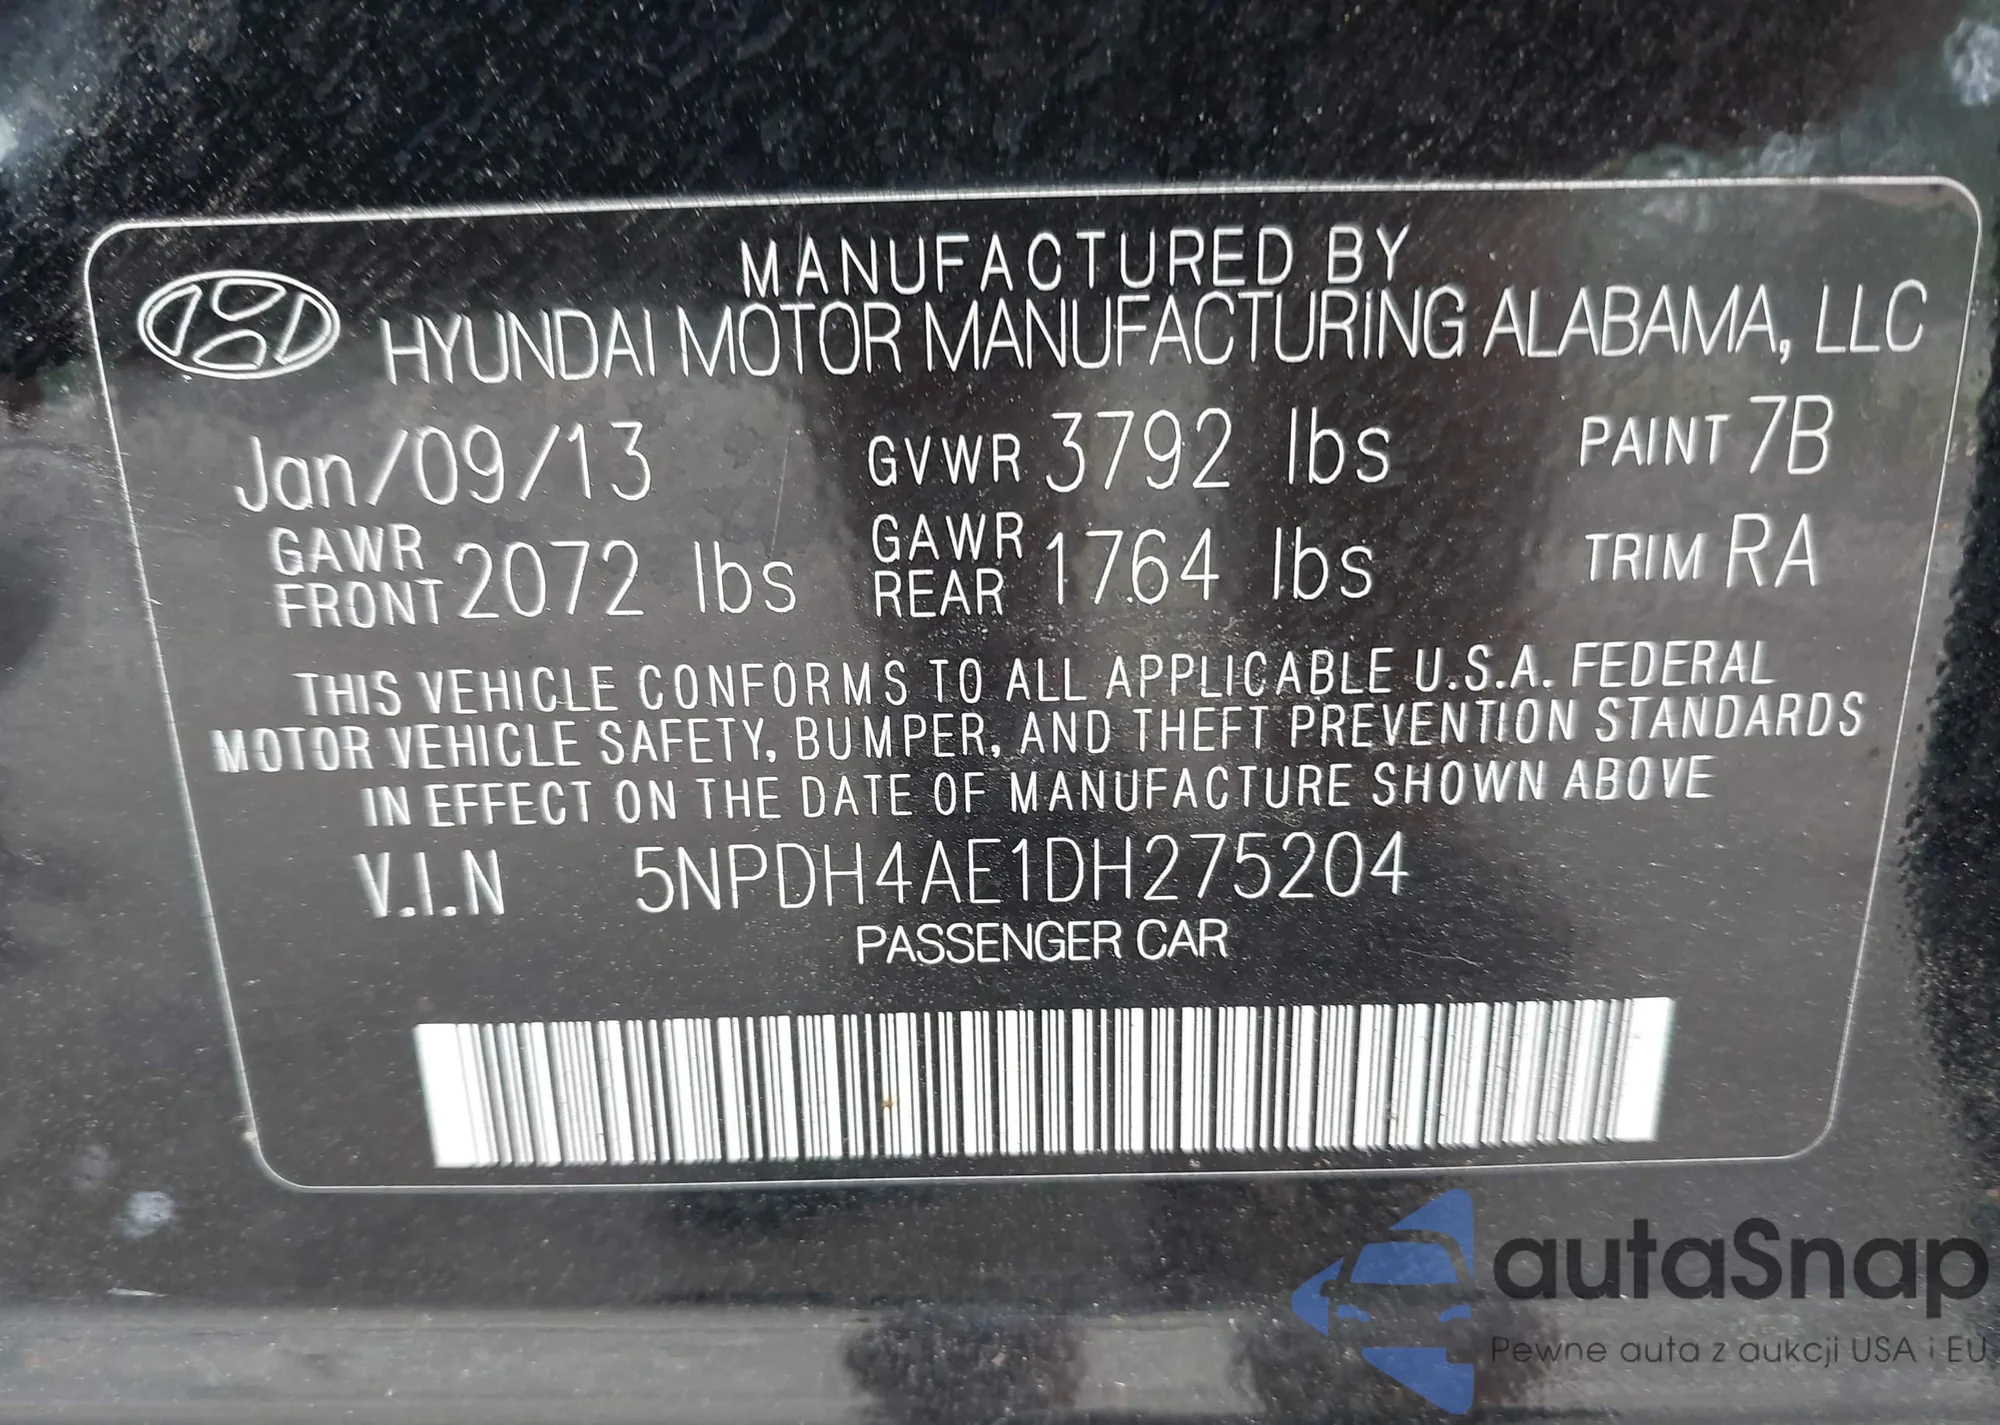 MANUFACTURED BY
HYUNDAI MOTOR MANUFACTURING ALABAMA, LLC
Jan/09/13 GVWR 3792 lbs PAINT 7B
GAWR FRONT 2072 lbs GAWR REAR 1764 lbs TRIM RA
THIS VEHICLE CONFORMS TO ALL APPLICABLE U.S.A. FEDERAL
MOTOR VEHICLE SAFETY, BUMPER, AND THEFT PREVENTION STANDARDS
IN EFFECT ON THE DATE OF MANUFACTURE SHOWN ABOVE
V.I.N 5NPDH4AE1DH275204
PASSENGER CAR
autaSnap
Pewne auta z aukcji USA i EU